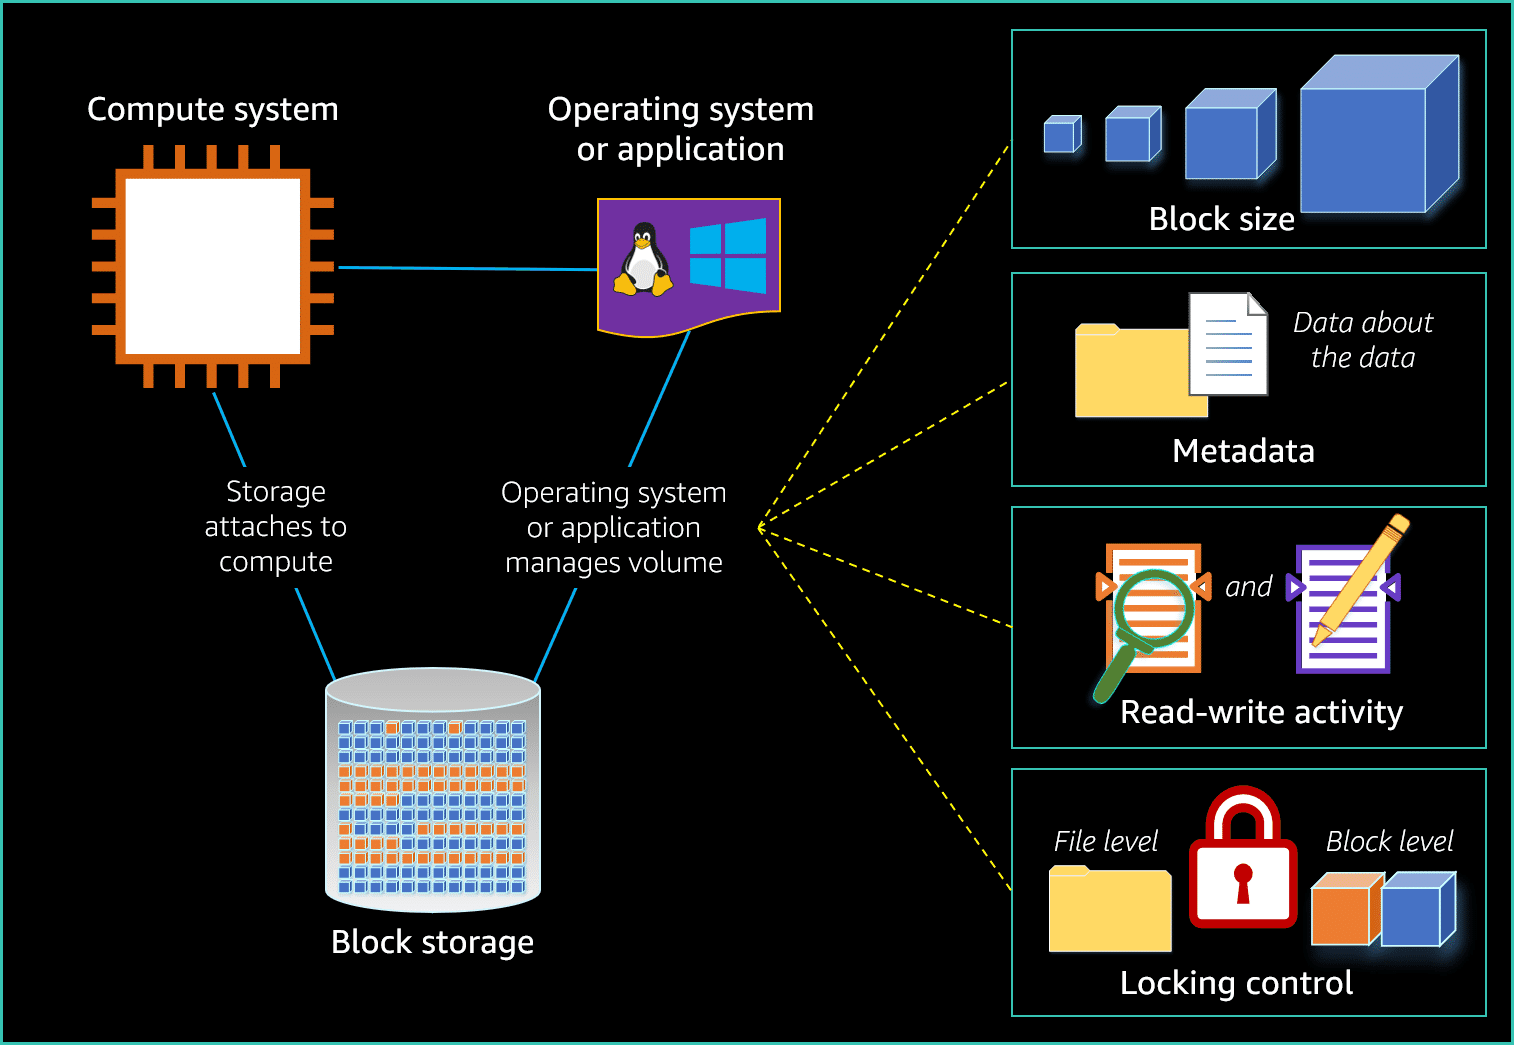 Compute system
Operating system
or application
Storage
attaches to
compute
Operating system
or application
manages volume
Block storage
Block size
Data about
the data
Metadata
and
Read-write activity
File level
Block level
Locking control